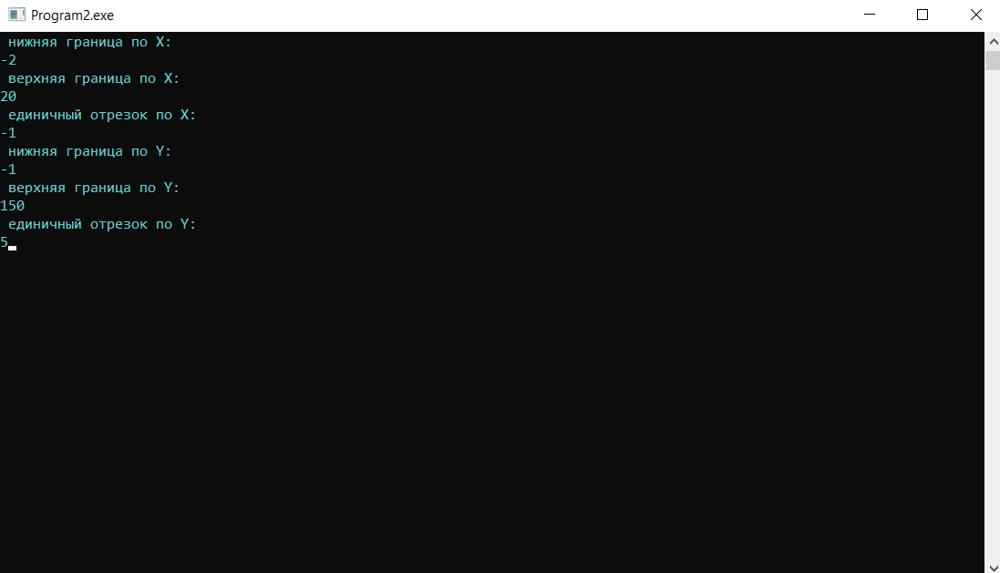 Program2.exe
нижняя граница по X:
-2
верхняя граница по X:
20
единичный отрезок по X:
-1
нижняя граница по Y:
-1
верхняя граница по Y:
150
единичный отрезок по Y:
5